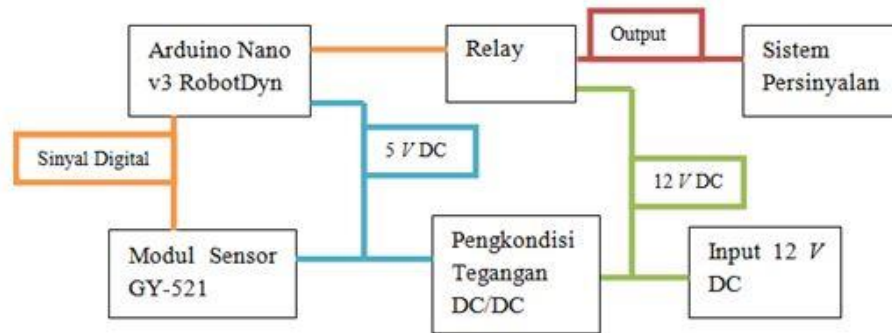 Arduino Nano
v3 RobotDyn
Relay
Output
Sistem
Persinyalan
Sinyal Digital
5 V DC
12 V DC
Modul Sensor
GY-521
Pengkondisi
Tegangan
DC/DC
Input 12 V
DC